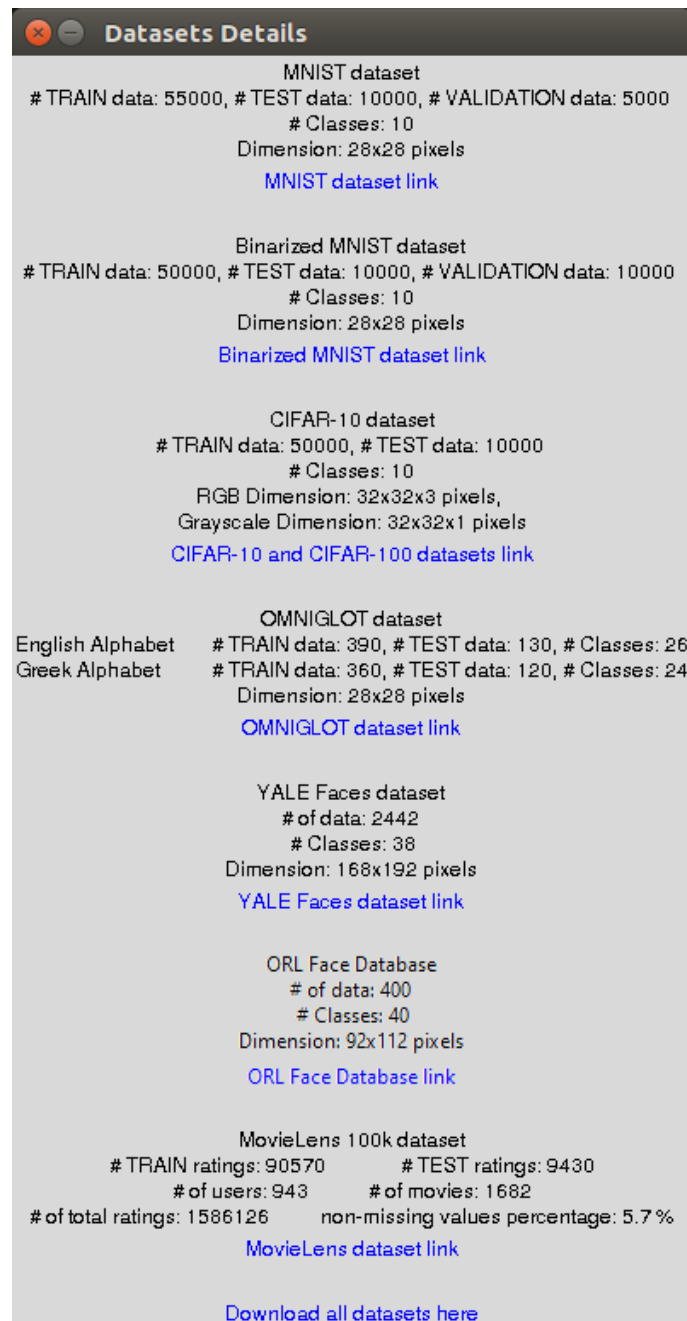 Datasets Details
MNIST dataset
# TRAIN data: 55000, # TEST data: 10000, # VALIDATION data: 5000
# Classes: 10
Dimension: 28x28 pixels
MNIST dataset link
Binarized MNIST dataset
# TRAIN data: 50000, # TEST data: 10000, # VALIDATION data: 10000
# Classes: 10
Dimension: 28x28 pixels
Binarized MNIST dataset link
CIFAR-10 dataset
# TRAIN data: 50000, # TEST data: 10000
# Classes: 10
RGB Dimension: 32x32x3 pixels,
Grayscale Dimension: 32x32x1 pixels
CIFAR-10 and CIFAR-100 datasets link
OMNIGLOT dataset
English Alphabet # TRAIN data: 390, # TEST data: 130, # Classes: 26
Greek Alphabet # TRAIN data: 360, # TEST data: 120, # Classes: 24
Dimension: 28x28 pixels
OMNIGLOT dataset link
YALE Faces dataset
# of data: 2442
# Classes: 38
Dimension: 168x192 pixels
YALE Faces dataset link
ORL Face Database
# of data: 400
# Classes: 40
Dimension: 92x112 pixels
ORL Face Database link
MovieLens 100k dataset
# TRAIN ratings: 90570 # TEST ratings: 9430
# of users: 943 # of movies: 1682
# of total ratings: 1586126 non-missing values percentage: 5.7 %
MovieLens dataset link
Download all datasets here